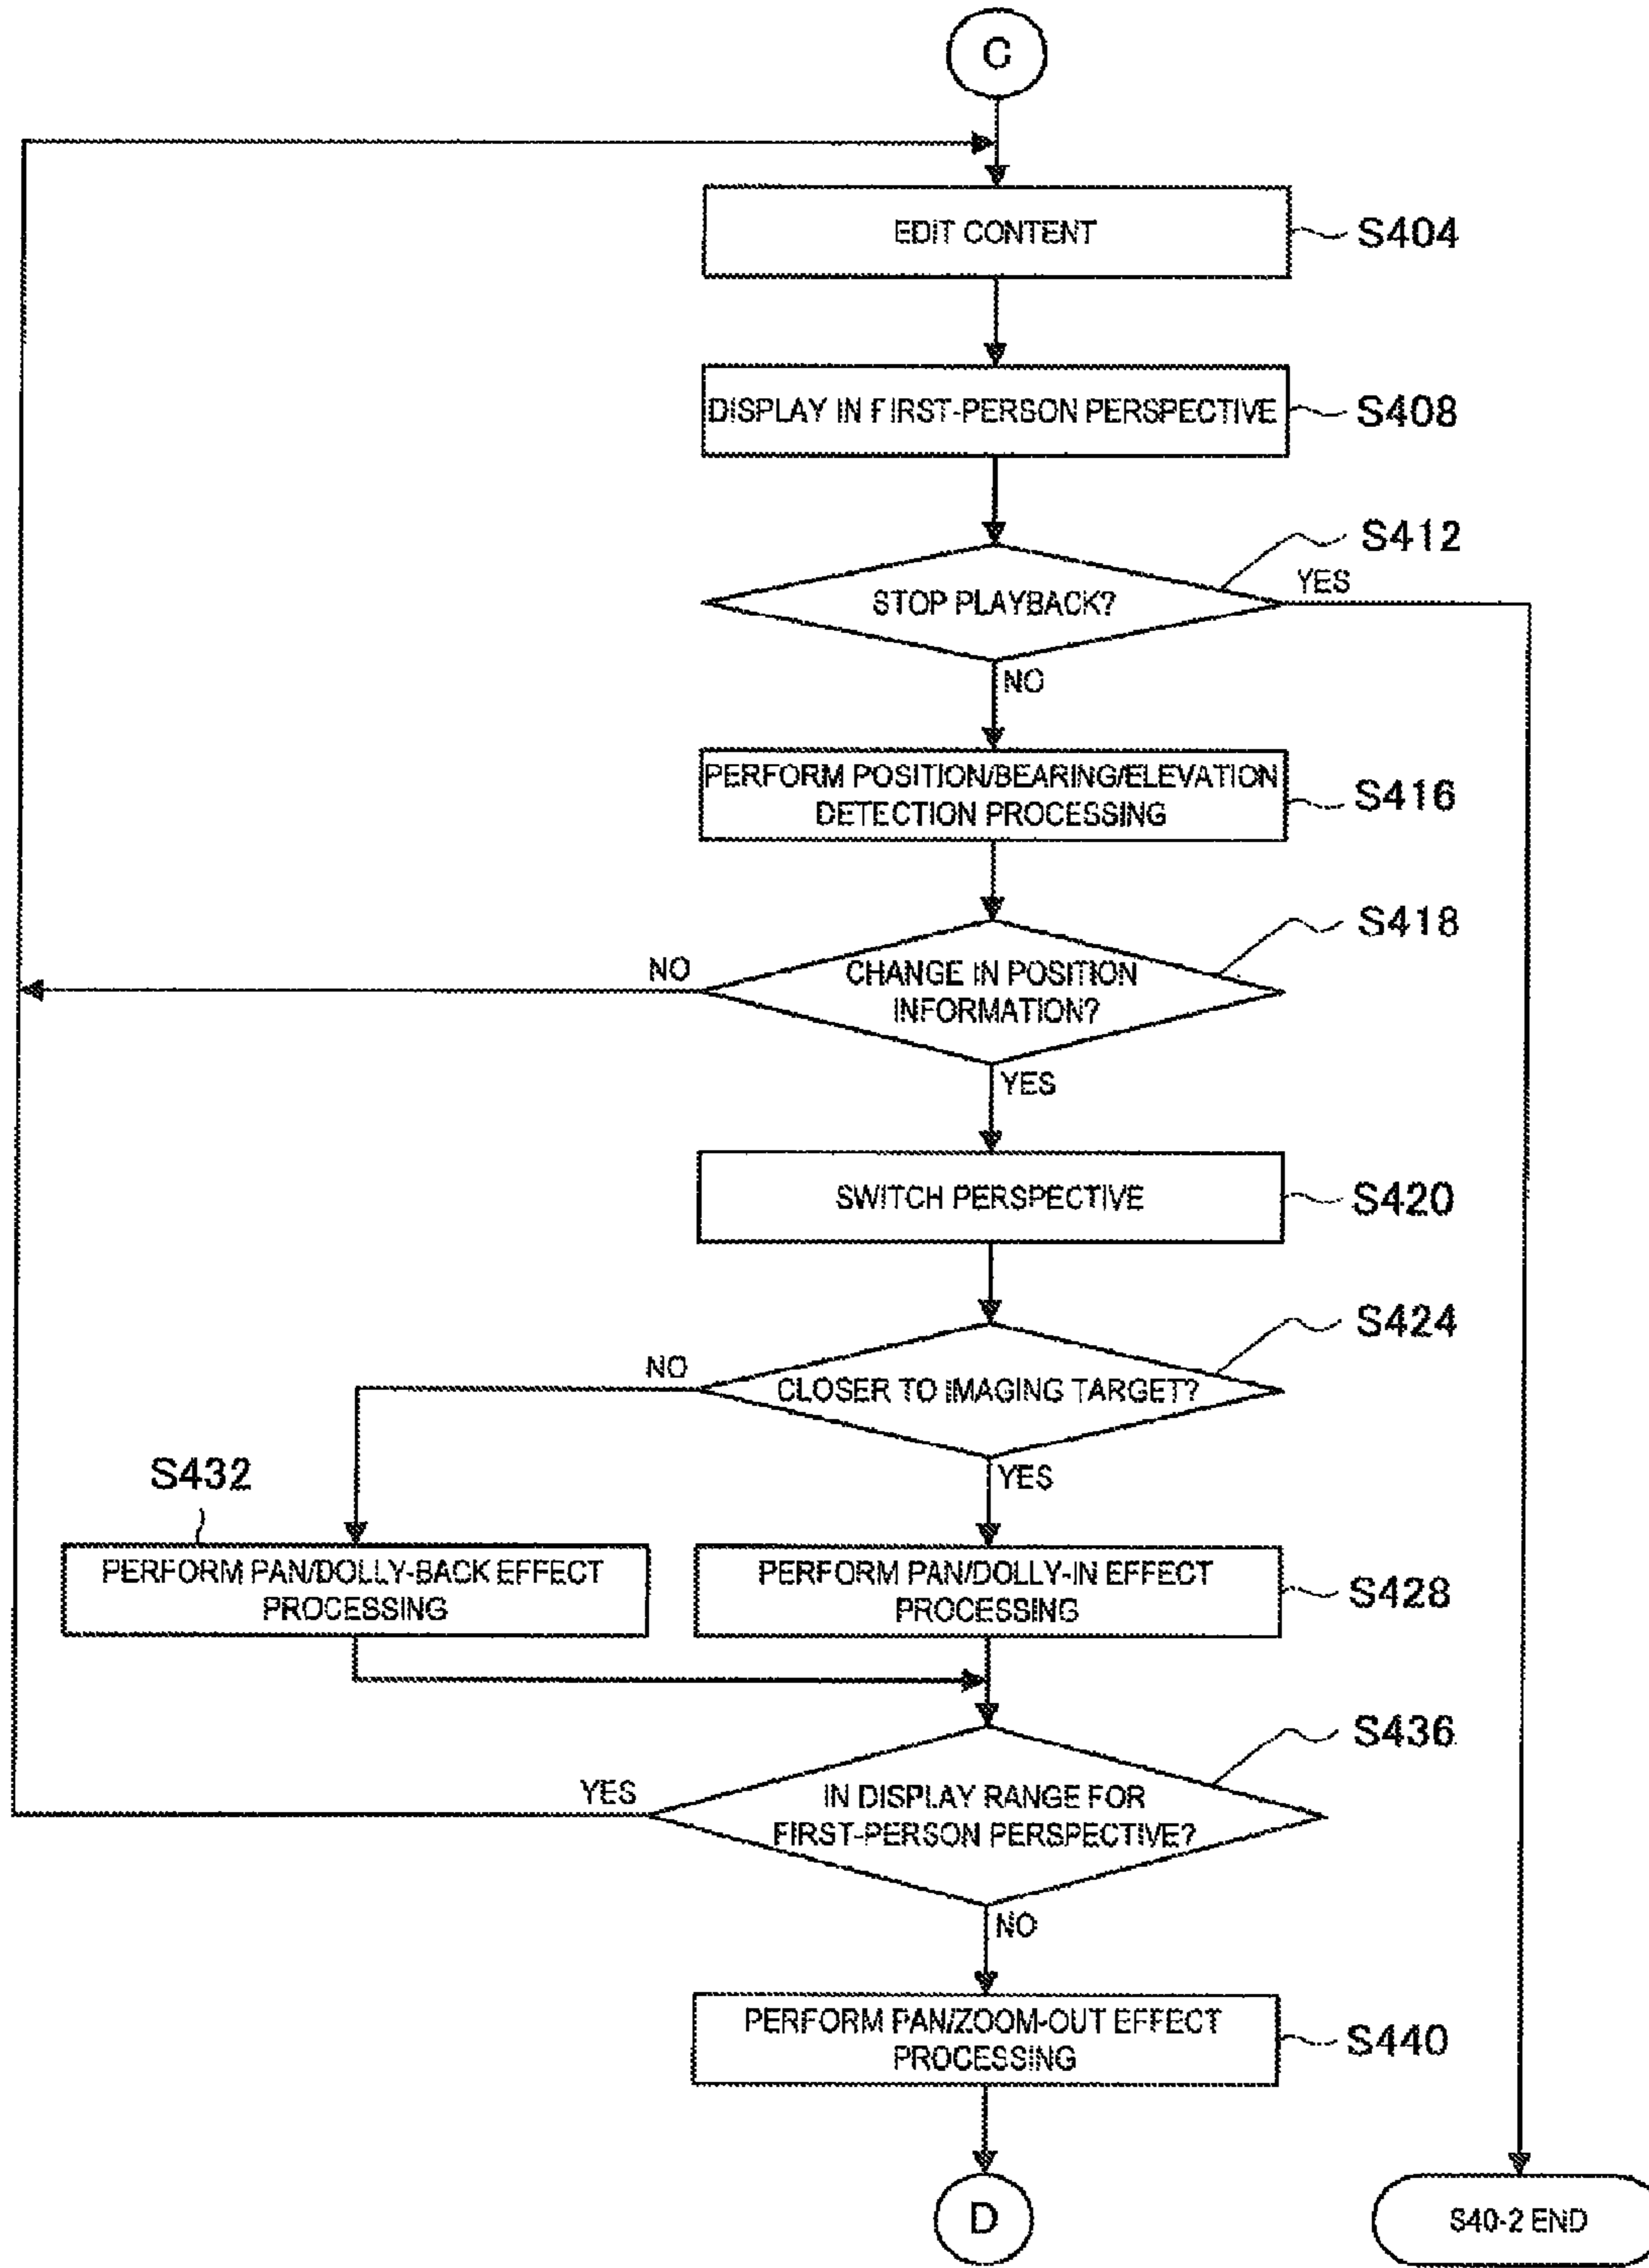 C
EDIT CONTENT
S404
DISPLAY IN FIRST-PERSON PERSPECTIVE
S408
S412
STOP PLAYBACK?
YES
NO
PERFORM POSITION/BEARING/ELEVATION
DETECTION PROCESSING
S416
S418
NO
CHANGE IN POSITION
INFORMATION?
YES
SWITCH PERSPECTIVE
S420
S424
NO
CLOSER TO IMAGING TARGET?
YES
S432
PERFORM PAN/DOLLY-BACK EFFECT
PROCESSING
PERFORM PAN/DOLLY-IN EFFECT
PROCESSING
S428
S436
YES
IN DISPLAY RANGE FOR
FIRST-PERSON PERSPECTIVE?
NO
PERFORM PAN/ZOOM-OUT EFFECT
PROCESSING
S440
D
S40-2 END